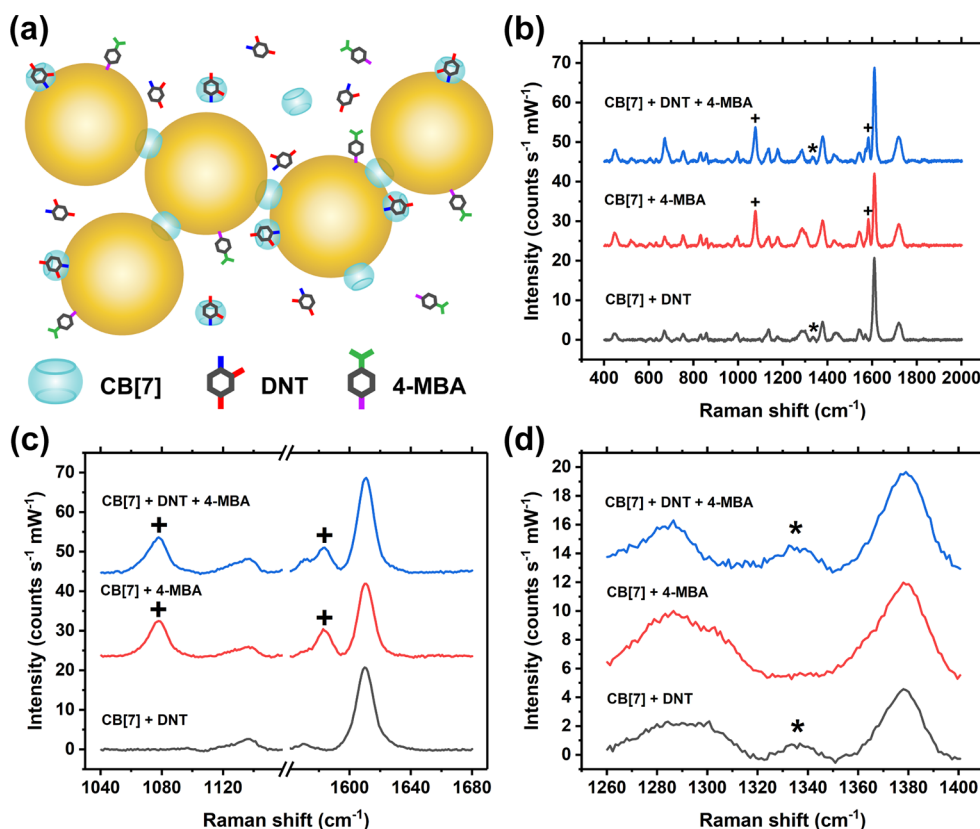 (a)
CB[7]
DNT
4-MBA
(b)
Intensity (counts s⁻¹ mW⁻¹)
70
60
50
40
30
20
10
0
CB[7] + DNT + 4-MBA
+
*
+
CB[7] + 4-MBA
+
+
CB[7] + DNT
*
400 600 800 1000 1200 1400 1600 1800 2000
Raman shift (cm⁻¹)
(c)
Intensity (counts s⁻¹ mW⁻¹)
70
60
50
40
30
20
10
0
CB[7] + DNT + 4-MBA
+
+
CB[7] + 4-MBA
+
+
CB[7] + DNT
1040 1080 1120 1600 1640 1680
Raman shift (cm⁻¹)
(d)
Intensity (counts s⁻¹ mW⁻¹)
20
18
16
14
12
10
8
6
4
2
0
CB[7] + DNT + 4-MBA
*
CB[7] + 4-MBA
CB[7] + DNT
*
1260 1280 1300 1320 1340 1360 1380 1400
Raman shift (cm⁻¹)